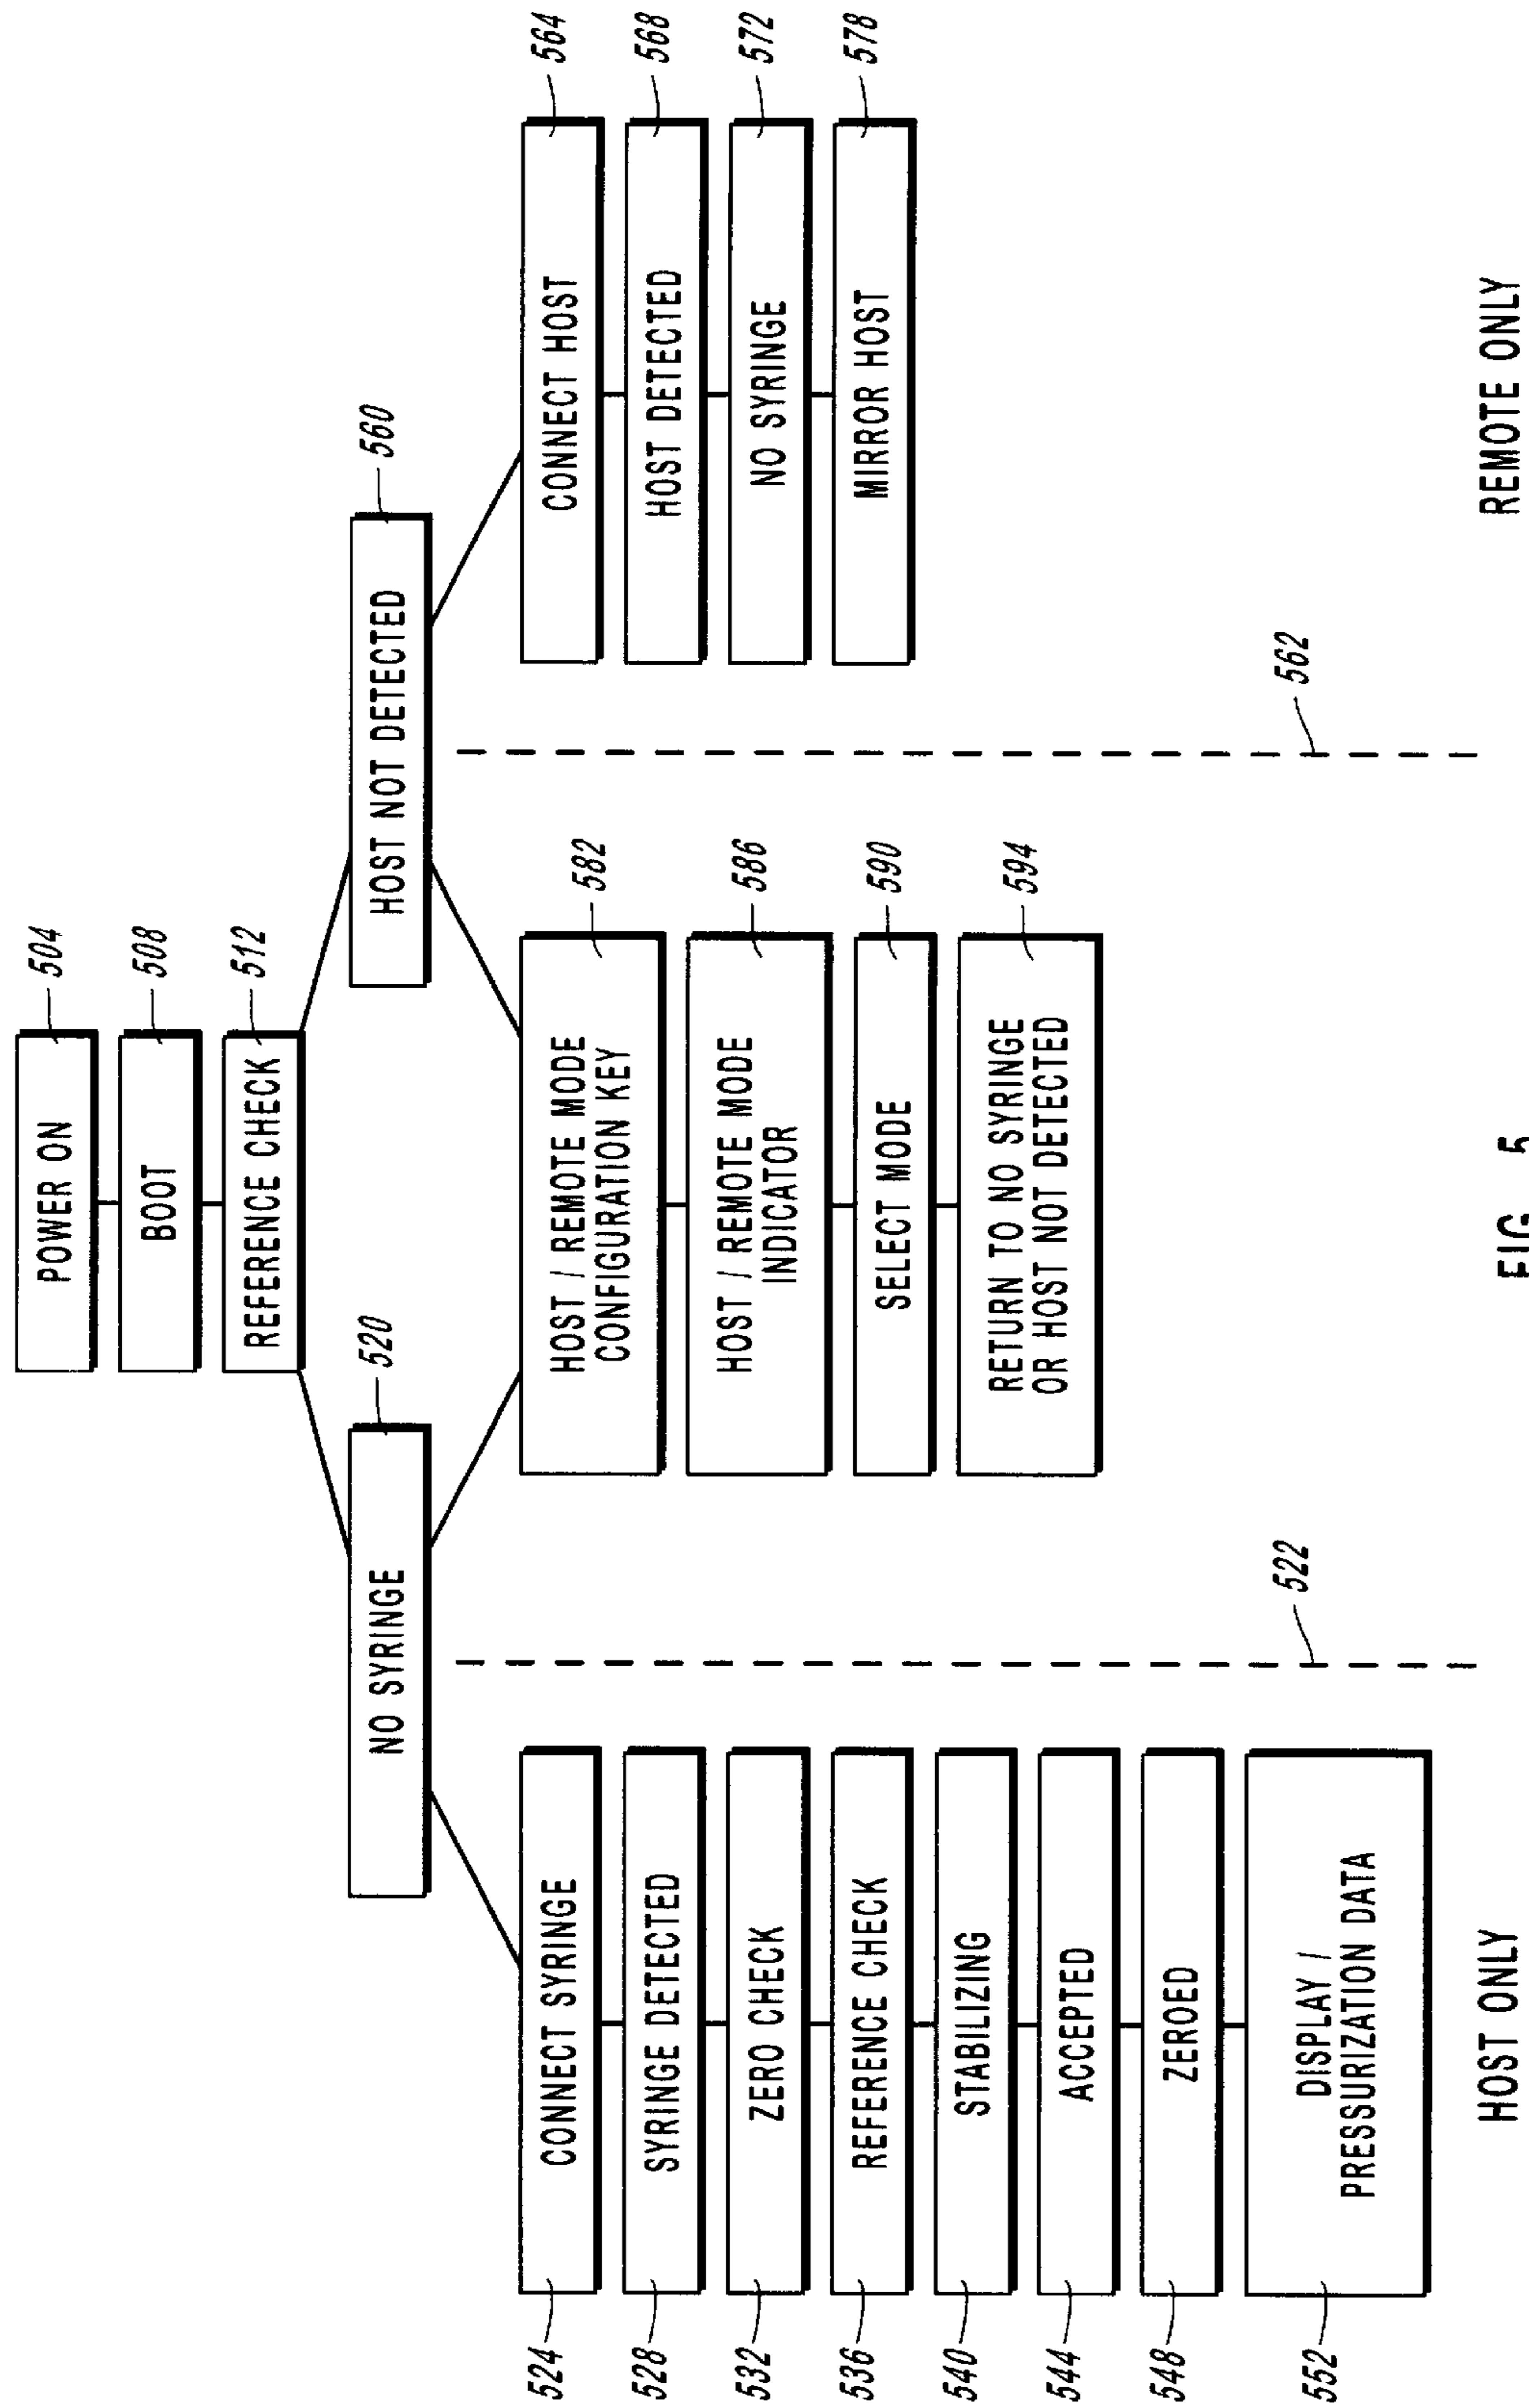 POWER ON
504
BOOT
508
REFERENCE CHECK
512
NO SYRINGE
520
HOST NOT DETECTED
560
524
CONNECT SYRINGE
528
SYRINGE DETECTED
532
ZERO CHECK
536
REFERENCE CHECK
540
STABILIZING
544
ACCEPTED
548
ZEROED
552
DISPLAY /
PRESSURIZATION DATA
HOST ONLY
522
HOST / REMOTE MODE
CONFIGURATION KEY
582
HOST / REMOTE MODE
INDICATOR
586
SELECT MODE
590
RETURN TO NO SYRINGE
OR HOST NOT DETECTED
594
562
CONNECT HOST
564
HOST DETECTED
568
NO SYRINGE
572
MIRROR HOST
578
REMOTE ONLY
FIG. 5